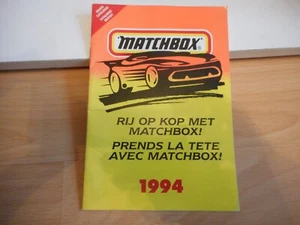 MATCHBOX
RIJ OP KOP MET
MATCHBOX!
PRENDS LA TETE
AVEC MATCHBOX!
1994